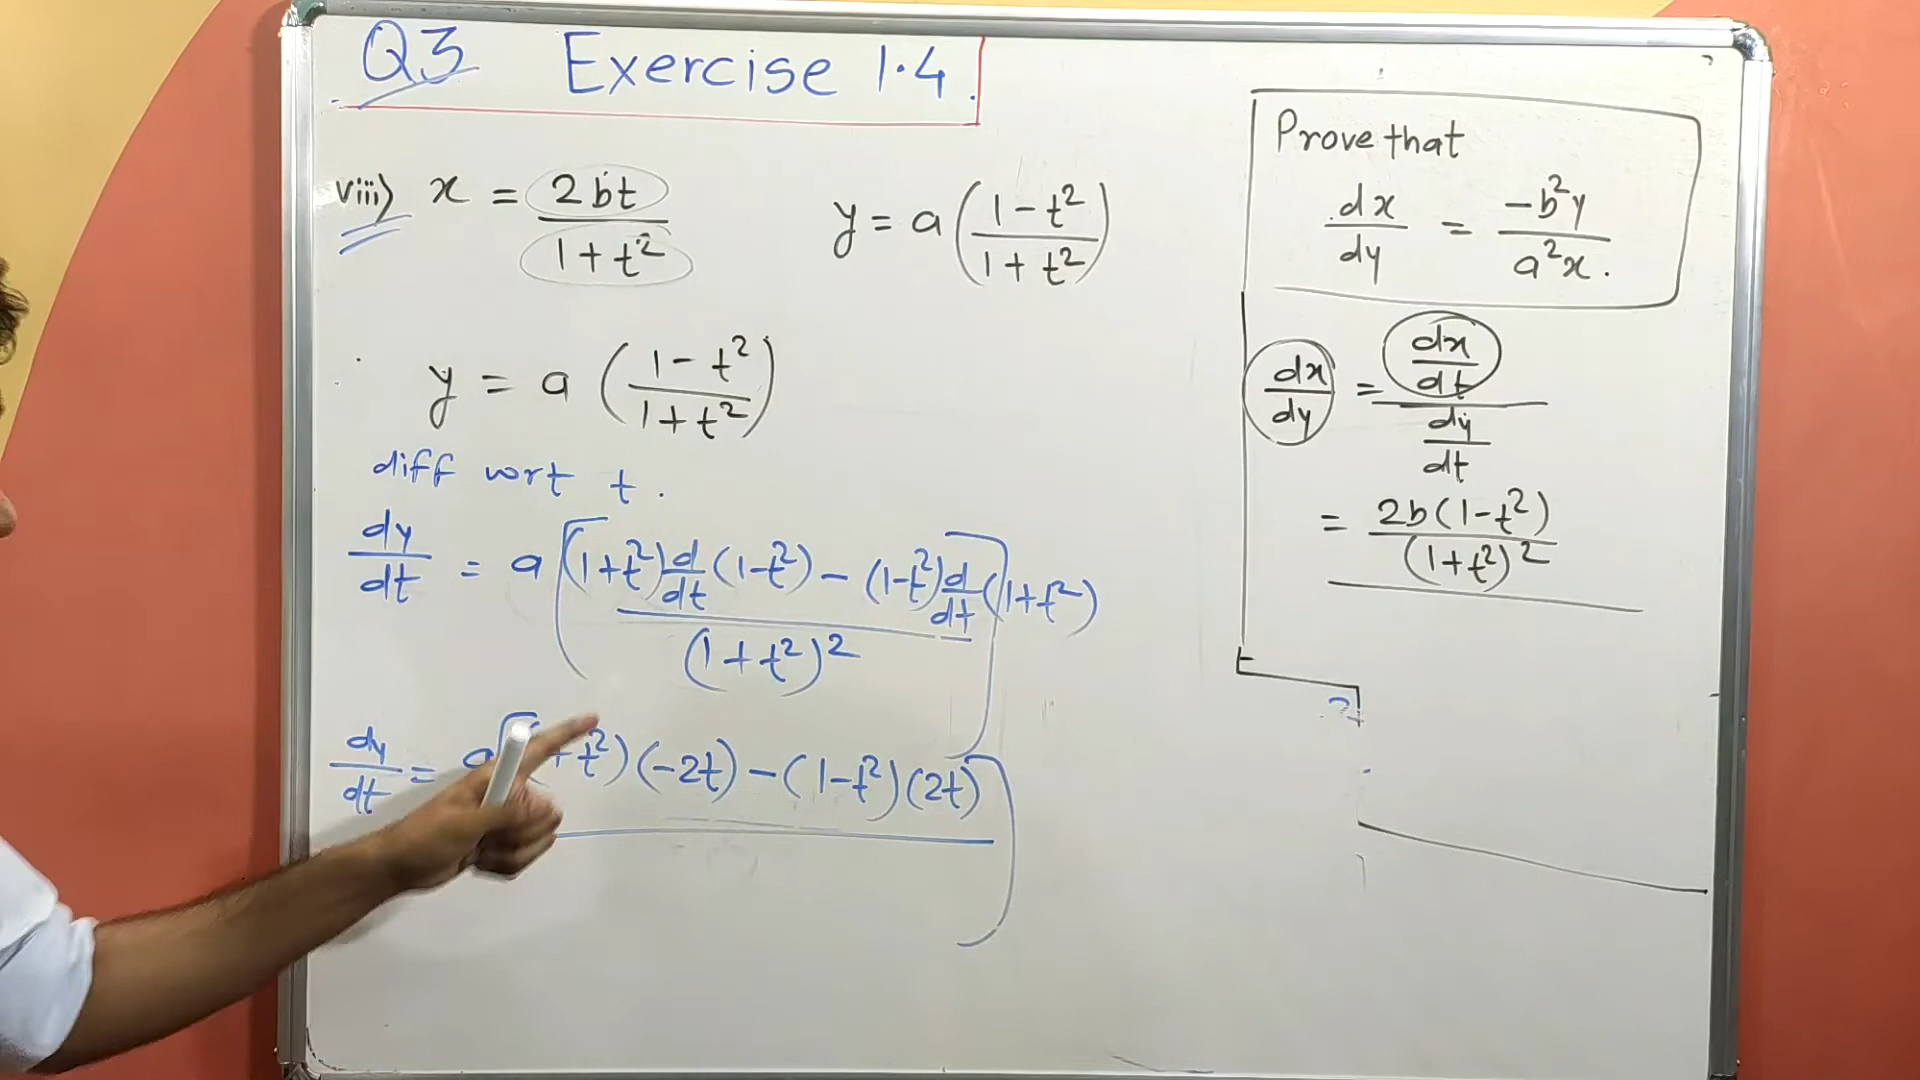 Q3 Exercise 1.4
viii) x = 2bt / (1+t²) y = a((1-t²) / (1+t²))
y = a((1-t²) / (1+t²))
diff wrt t.
dy/dt = a[(1+t²)d/dt(1-t²) - (1-t²)d/dt(1+t²) / (1+t²)²]
dy/dt = a[ +t²)(-2t) - (1-t²)(2t)]
Prove that
dx/dy = -b²y / a²x.
dx/dy = (dx/dt) / (dy/dt)
= 2b(1-t²) / (1+t²)²